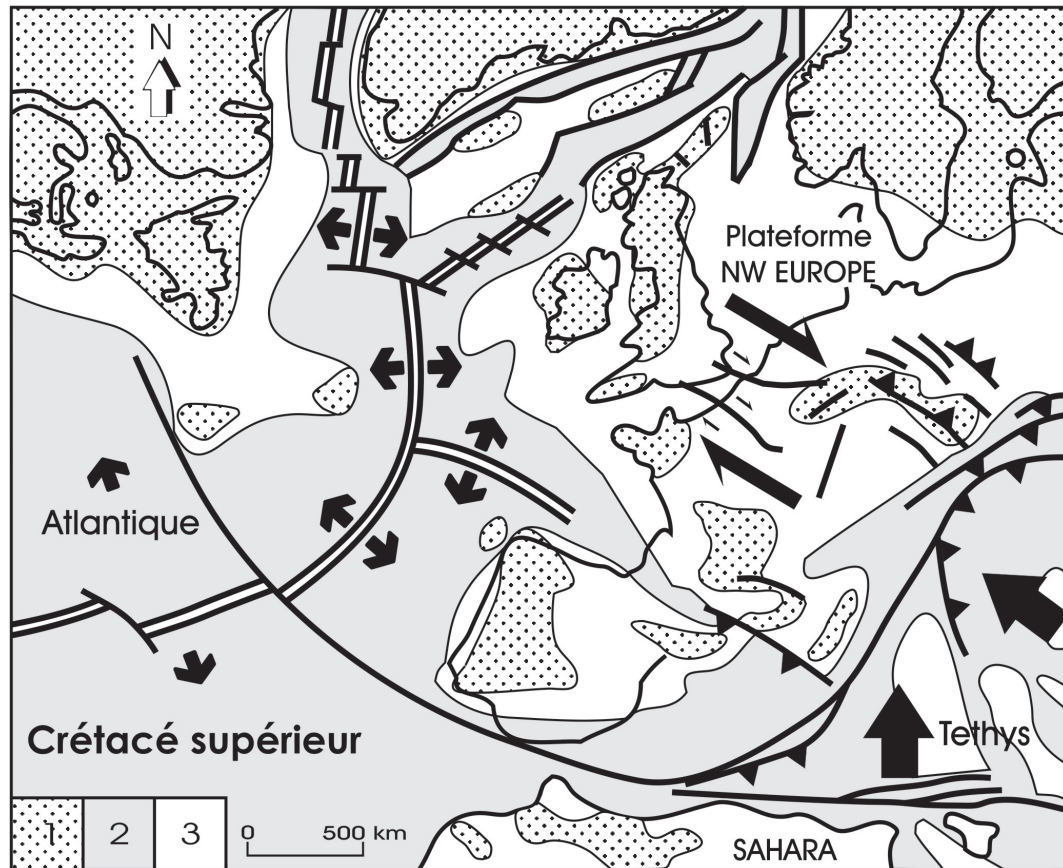 N
Plateforme
NW EUROPE
Atlantique
Crétacé supérieur
Tethys
1 2 3
0 500 km
SAHARA